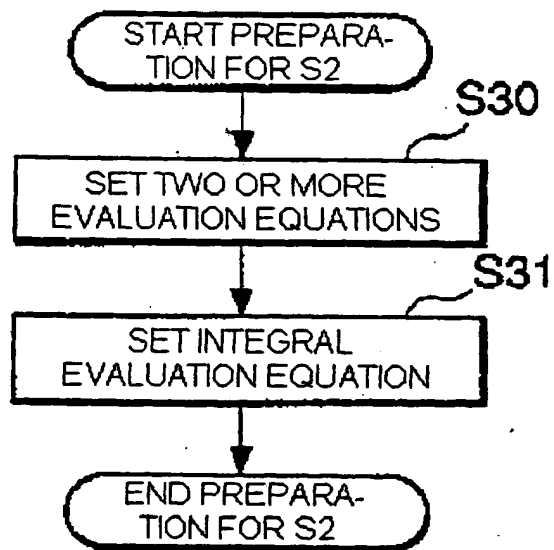 START PREPARA-
TION FOR S2
S30
SET TWO OR MORE
EVALUATION EQUATIONS
S31
SET INTEGRAL
EVALUATION EQUATION
END PREPARA-
TION FOR S2